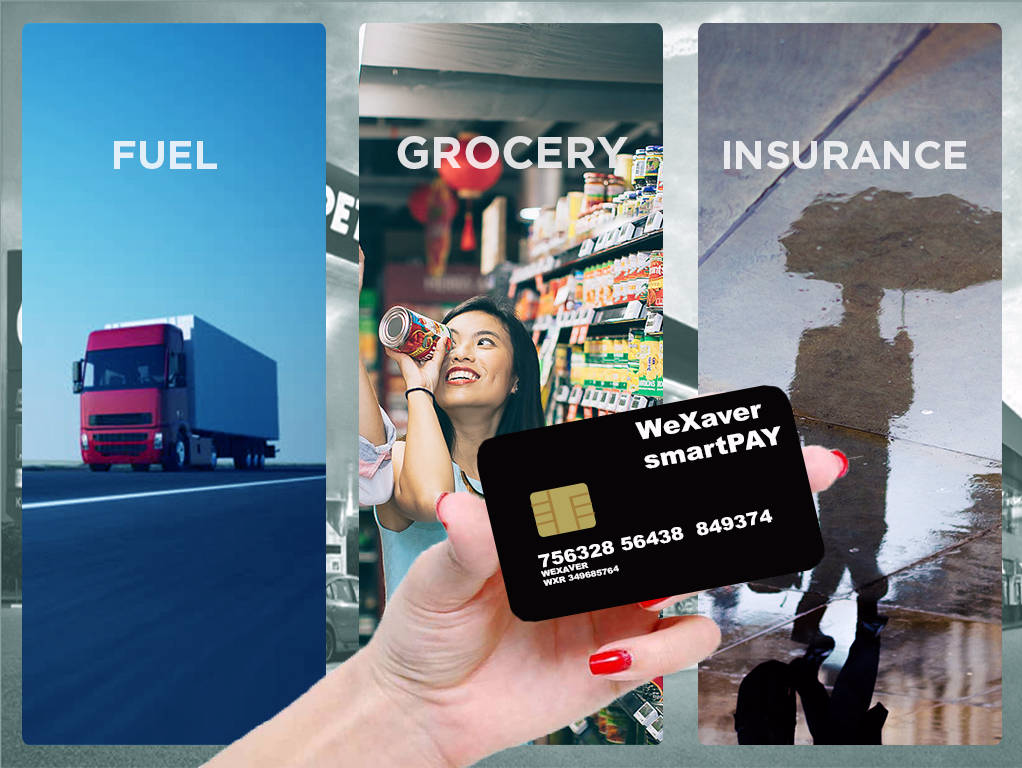 FUEL
GROCERY
INSURANCE
WeXaver
smartPAY
756328 56438 849374
WEXAVER
WXR 349685764